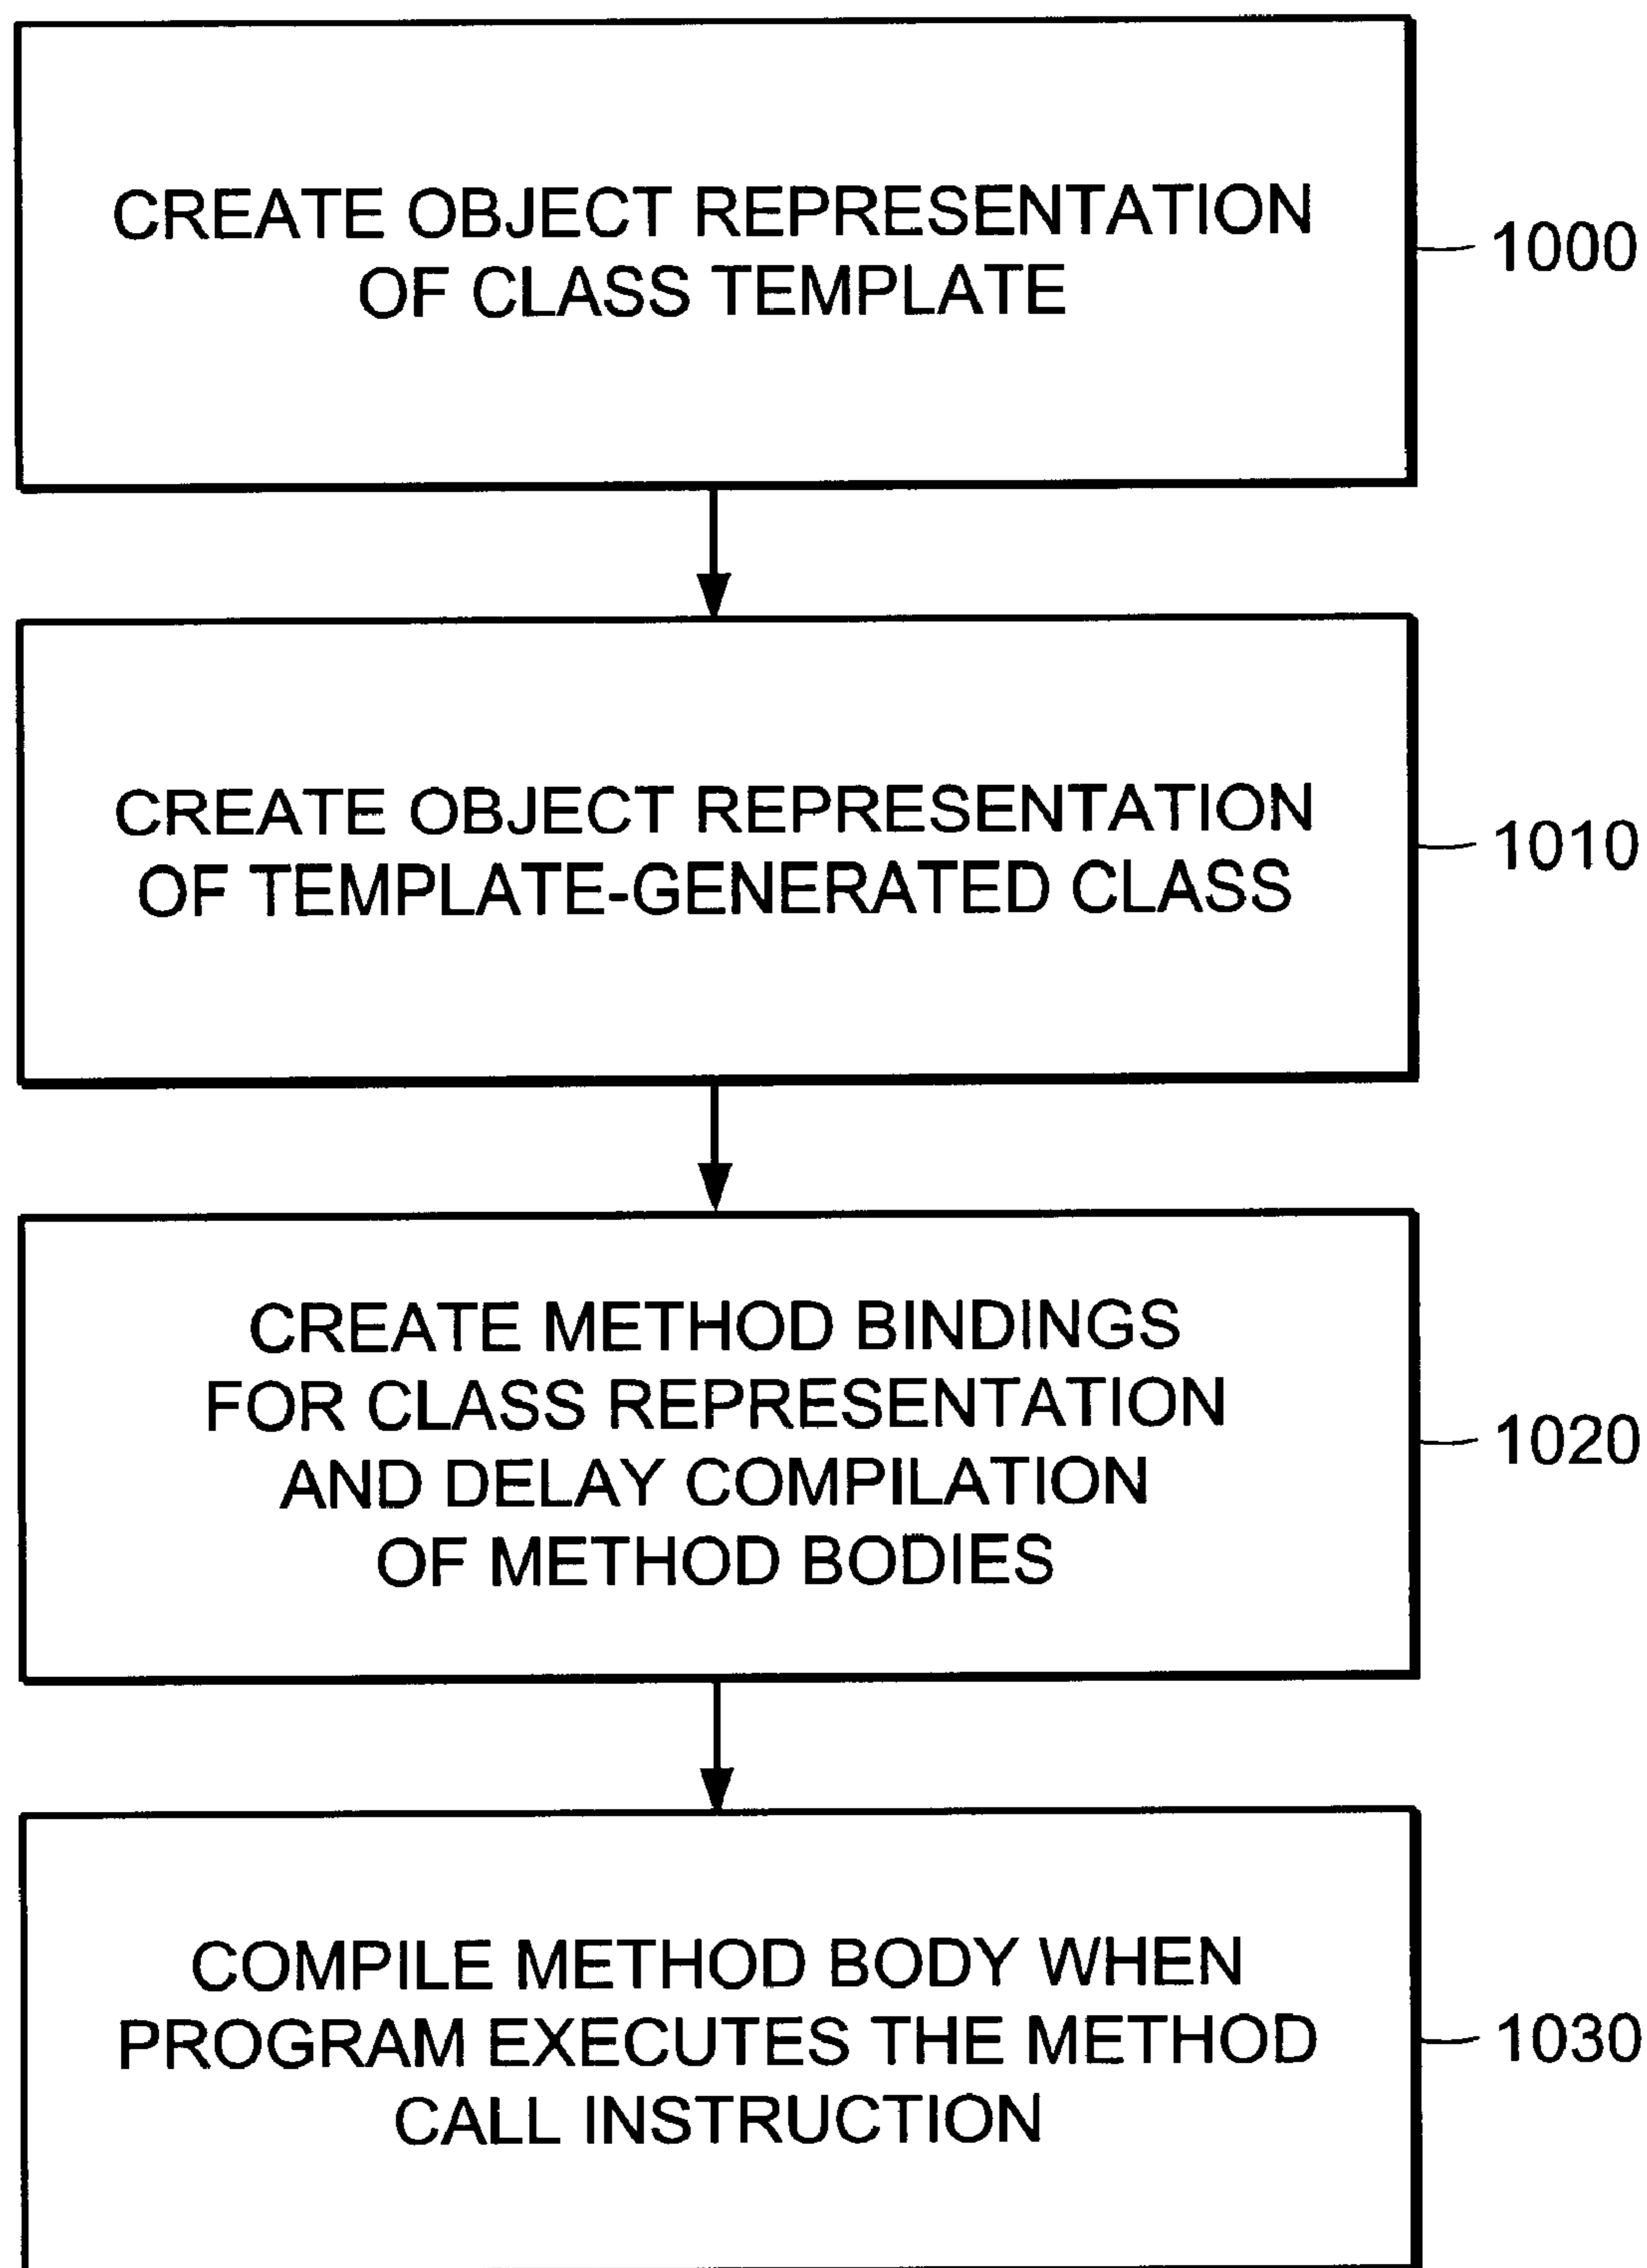 CREATE OBJECT REPRESENTATION
OF CLASS TEMPLATE
1000
CREATE OBJECT REPRESENTATION
OF TEMPLATE-GENERATED CLASS
1010
CREATE METHOD BINDINGS
FOR CLASS REPRESENTATION
AND DELAY COMPILATION
OF METHOD BODIES
1020
COMPILE METHOD BODY WHEN
PROGRAM EXECUTES THE METHOD
CALL INSTRUCTION
1030